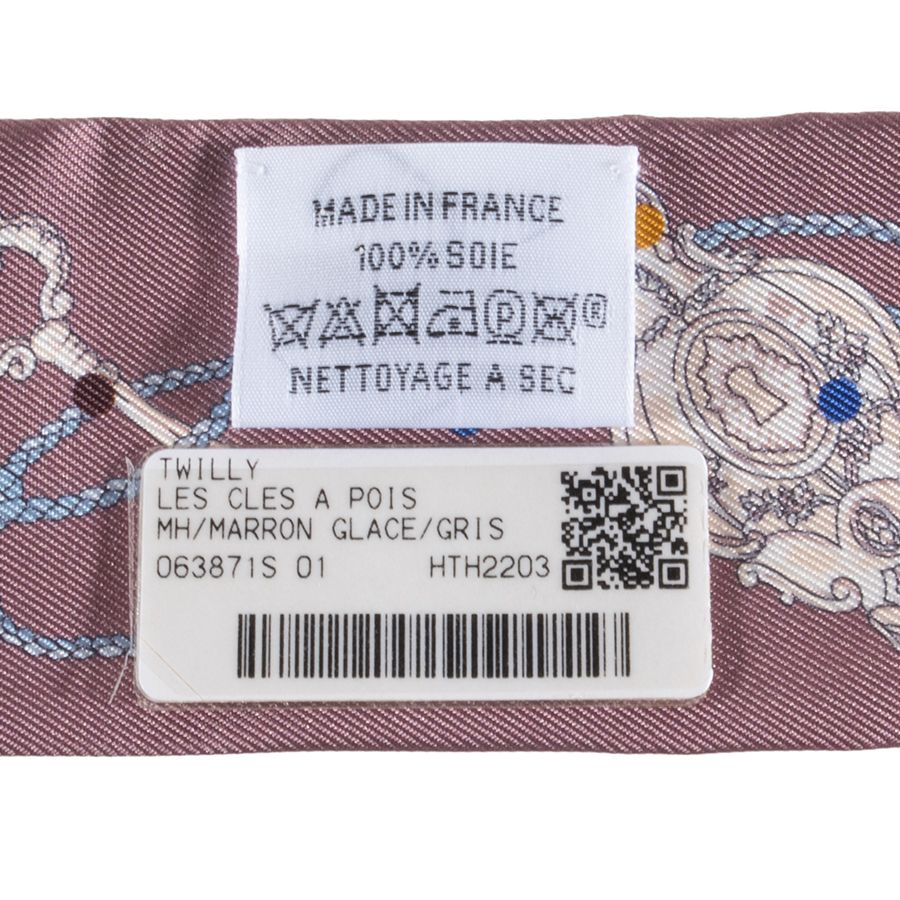 MADE IN FRANCE
100% SOIE
P
R
NETTOYAGE A SEC
TWILLY
LES CLES A POIS
MH/MARRON GLACE/GRIS
063871S 01 HTH2203